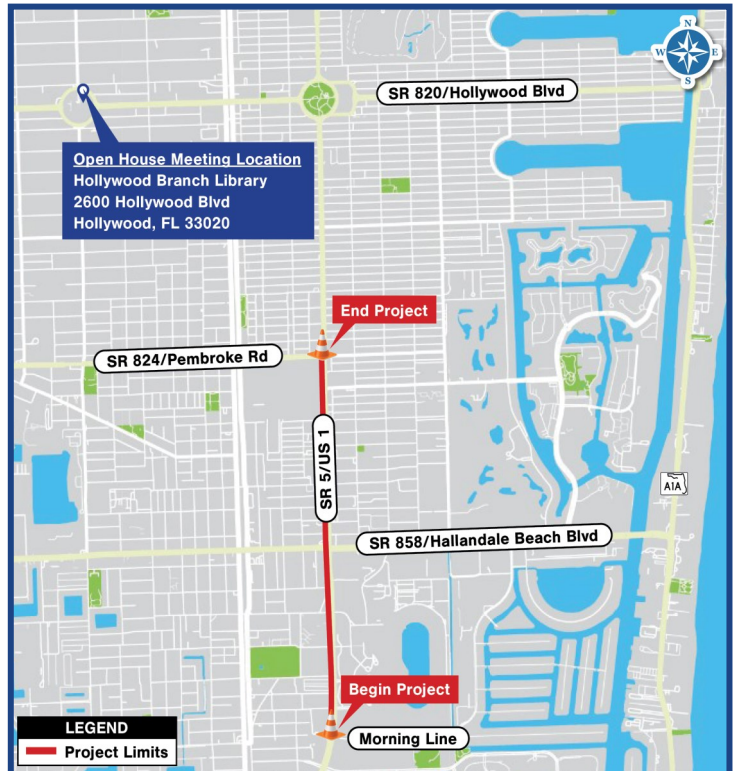 N
W
E
S
SR 820/Hollywood Blvd
Open House Meeting Location
Hollywood Branch Library
2600 Hollywood Blvd
Hollywood, FL 33020
End Project
SR 824/Pembroke Rd
SR 5/US 1
A1A
SR 858/Hallandale Beach Blvd
Begin Project
Morning Line
LEGEND
Project Limits